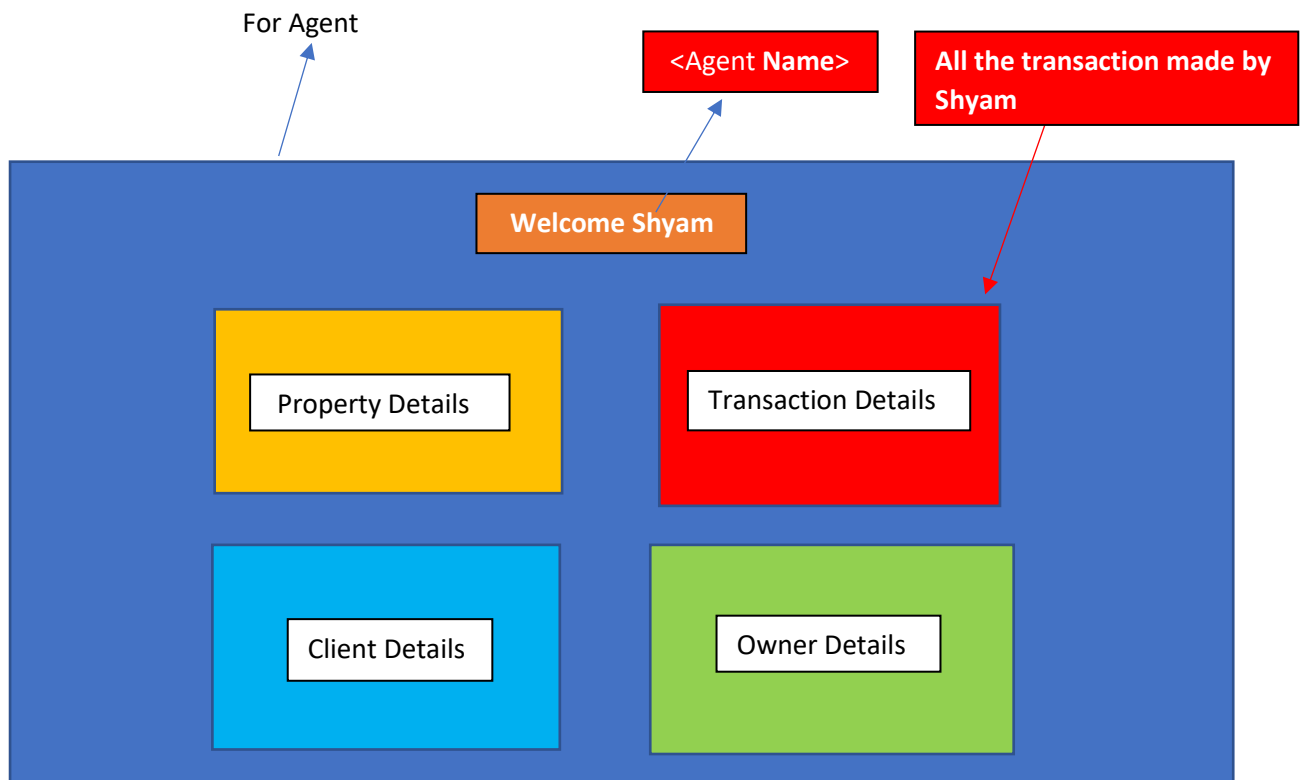 For Agent
<Agent Name>
All the transaction made by
Shyam
Welcome Shyam
Property Details
Transaction Details
Client Details
Owner Details